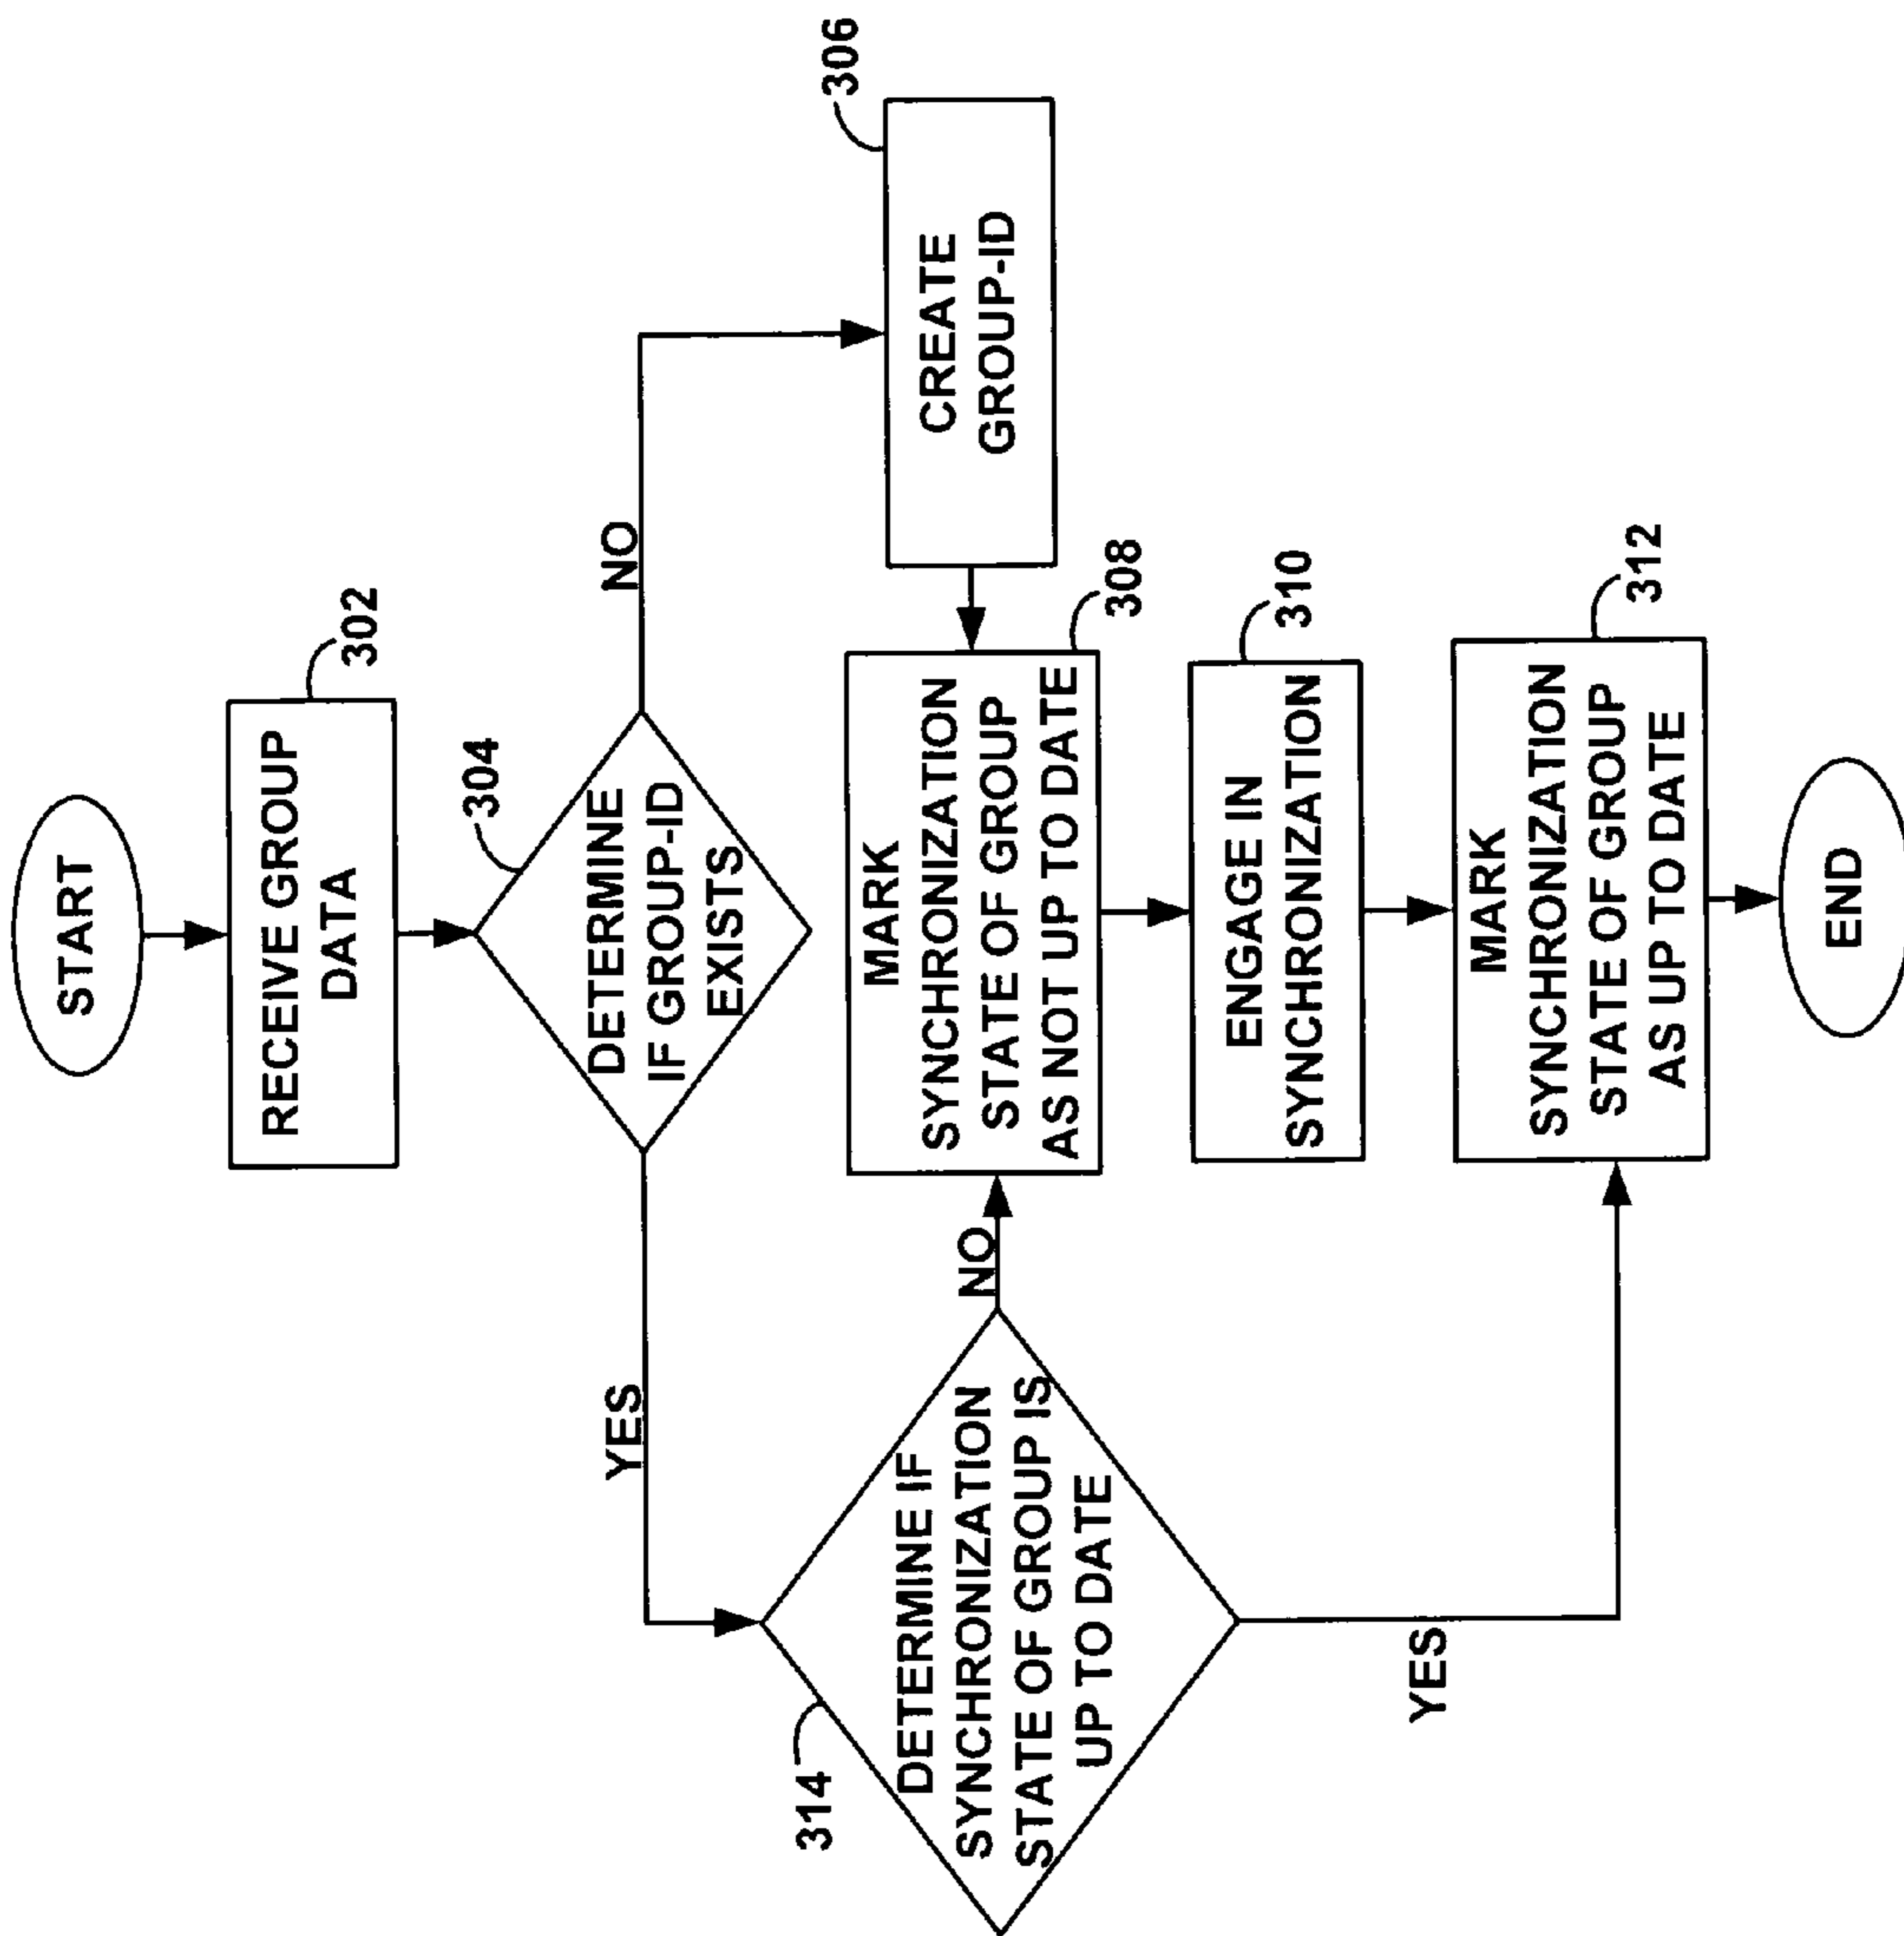 START
RECEIVE GROUP
DATA
302
304
DETERMINE
IF GROUP-ID
EXISTS
YES
NO
306
CREATE
GROUP-ID
314
DETERMINE IF
SYNCHRONIZATION
STATE OF GROUP IS
UP TO DATE
NO
MARK
SYNCHRONIZATION
STATE OF GROUP
AS NOT UP TO DATE
308
ENGAGE IN
SYNCHRONIZATION
310
YES
MARK
SYNCHRONIZATION
STATE OF GROUP
AS UP TO DATE
312
END